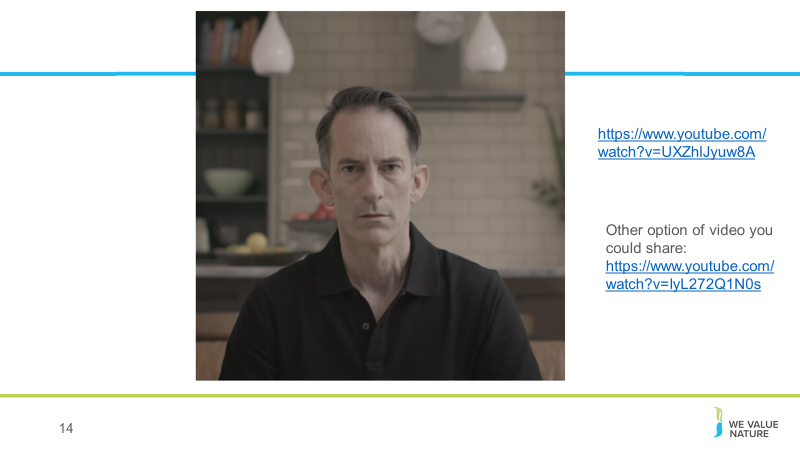 https://www.youtube.com/
watch?v=UXZhlJyuw8A
Other option of video you
could share:
https://www.youtube.com/
watch?v=lyL272Q1N0s
14
WE VALUE
NATURE